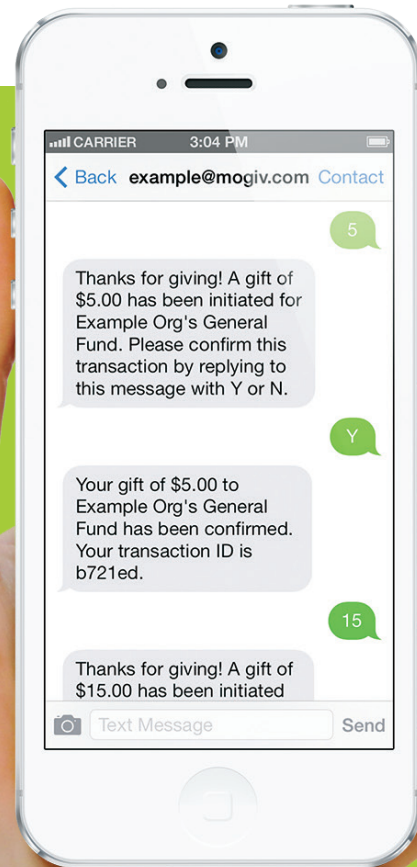 CARRIER 3:04 PM
Back example@mogiv.com Contact
5
Thanks for giving! A gift of
$5.00 has been initiated for
Example Org's General
Fund. Please confirm this
transaction by replying to
this message with Y or N.
Y
Your gift of $5.00 to
Example Org's General
Fund has been confirmed.
Your transaction ID is
b721ed.
15
Thanks for giving! A gift of
$15.00 has been initiated
Text Message Send